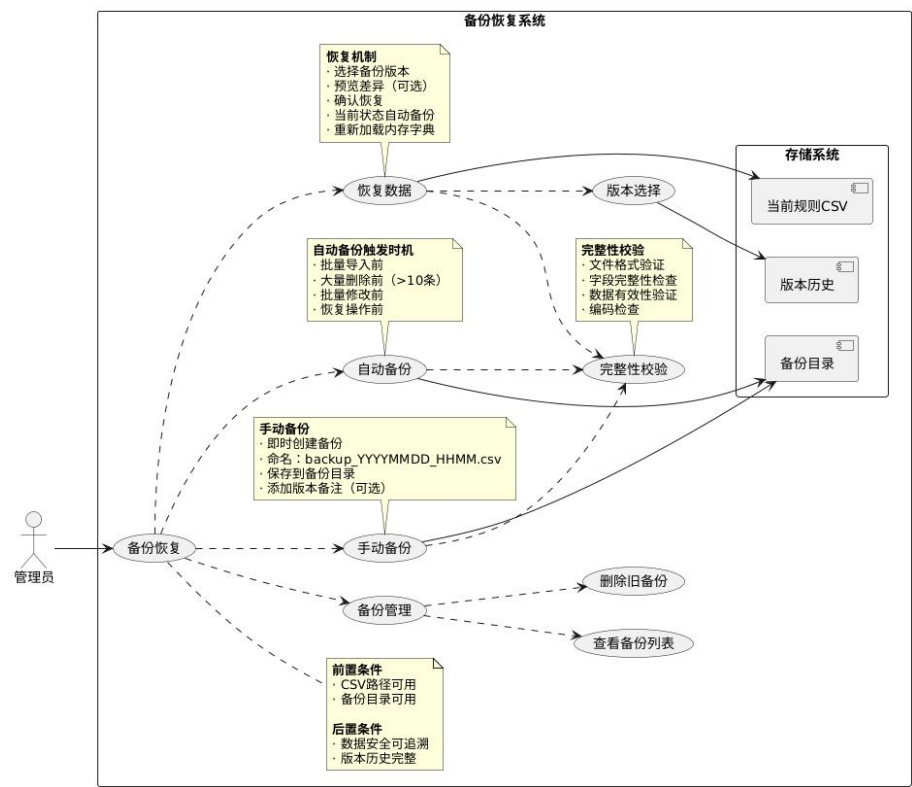 备份恢复系统
恢复机制
· 选择备份版本
· 预览差异（可选）
· 确认恢复
· 当前状态自动备份
· 重新加载内存字典
存储系统
恢复数据
版本选择
当前规则CSV
自动备份触发时机
· 批量导入前
· 大量删除前（>10条）
· 批量修改前
· 恢复操作前
完整性校验
· 文件格式验证
· 字段完整性检查
· 数据有效性验证
· 编码检查
版本历史
备份目录
自动备份
完整性校验
手动备份
· 即时创建备份
· 命名：backup_YYYYMMDD_HHMM.csv
· 保存到备份目录
· 添加版本备注（可选）
管理员
备份恢复
手动备份
删除旧备份
备份管理
查看备份列表
前置条件
· CSV路径可用
· 备份目录可用
后置条件
· 数据安全可追溯
· 版本历史完整